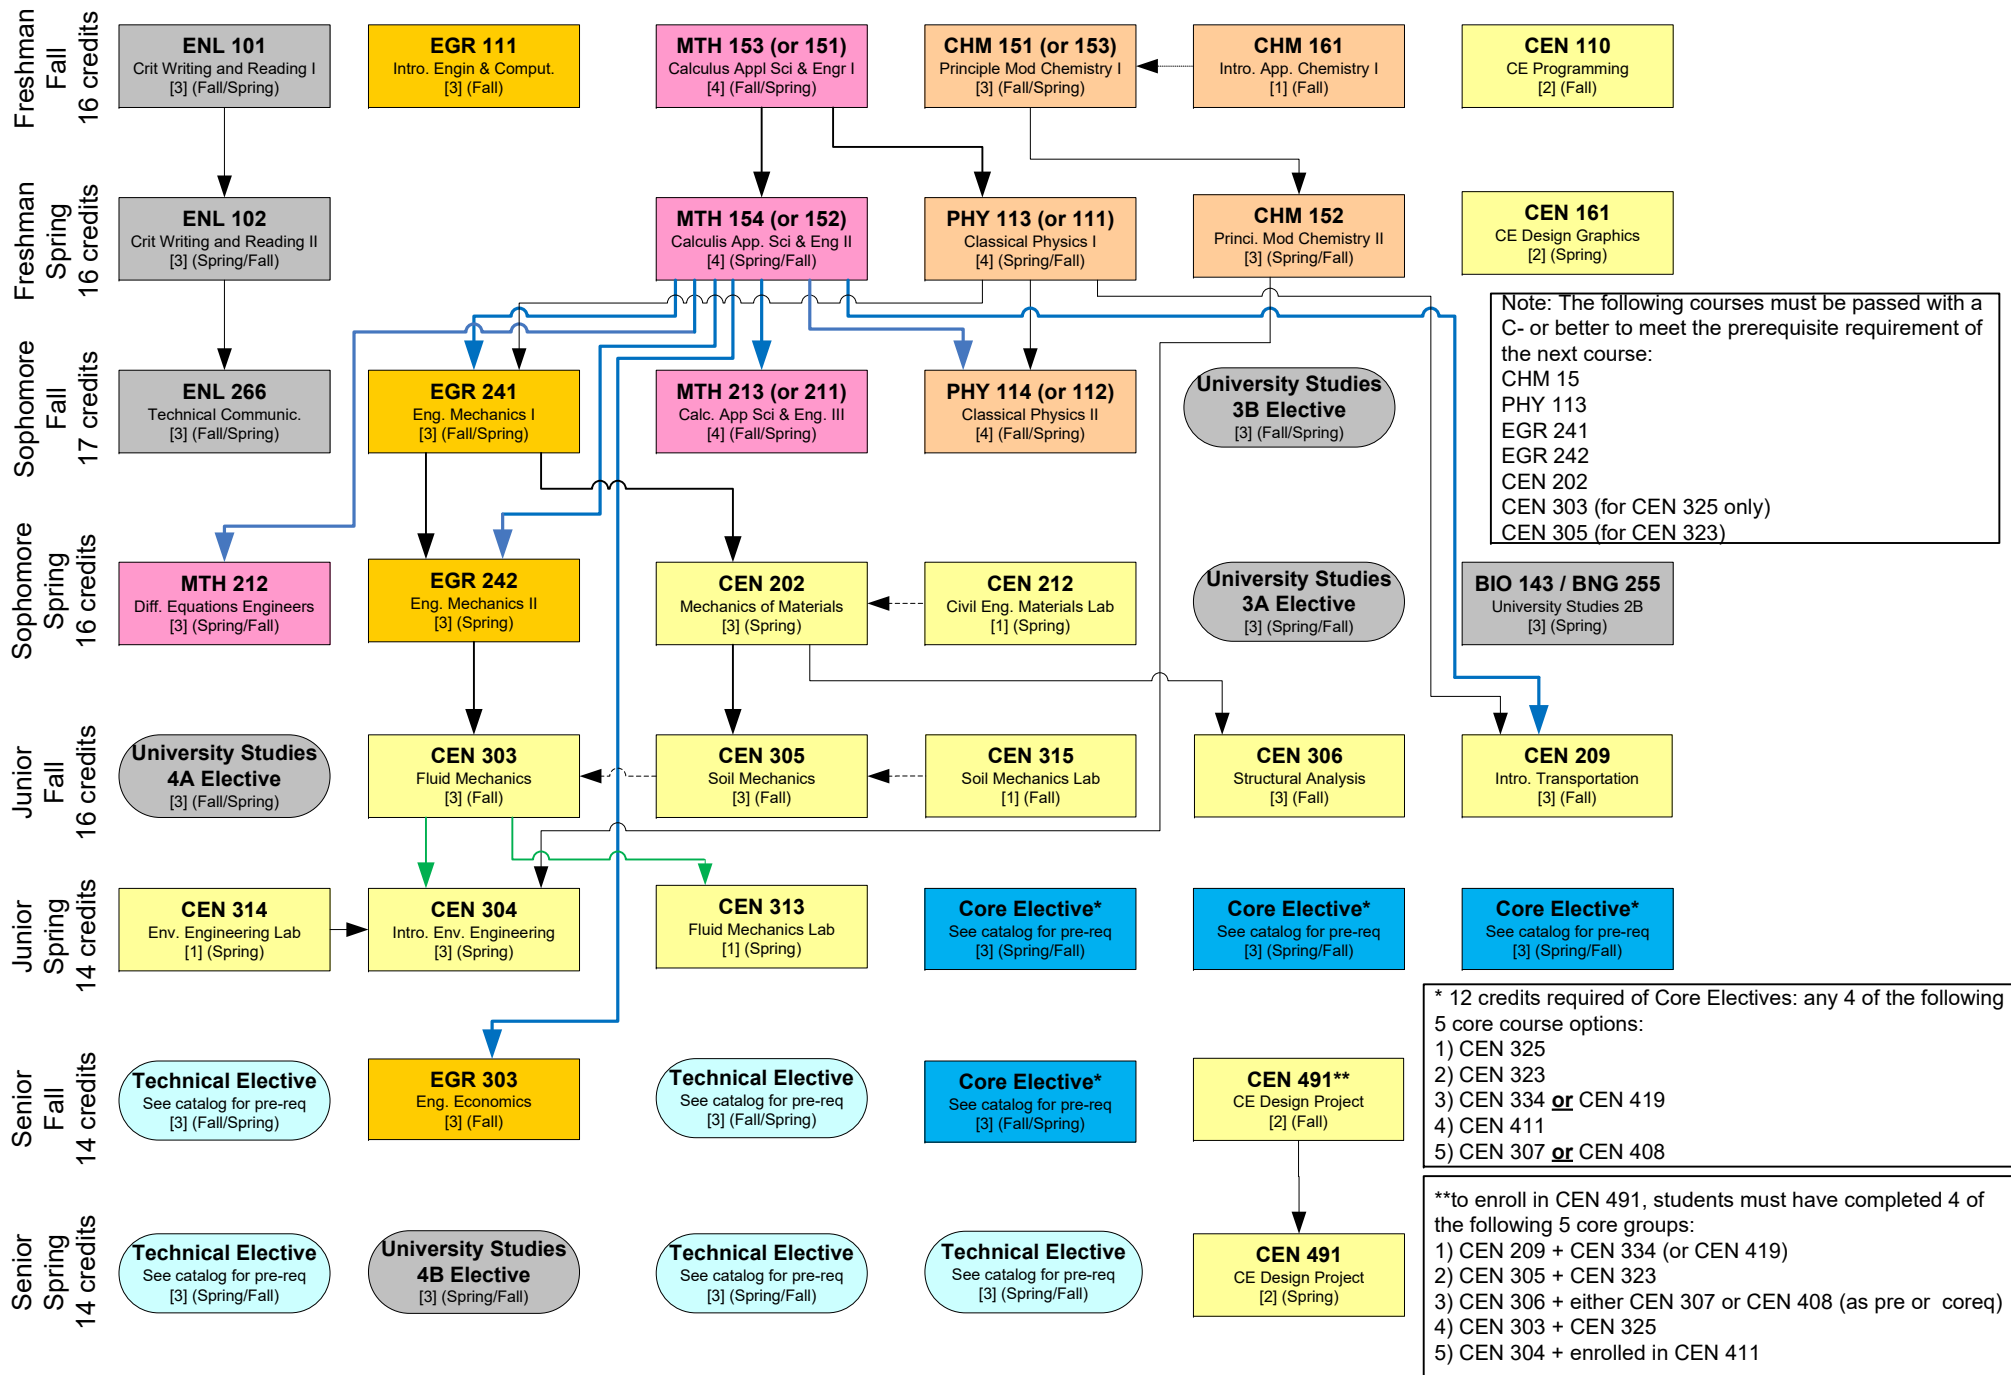 Freshman
Fall
16 credits
ENL 101
Crit Writing and Reading I
[3] (Fall/Spring)
EGR 111
Intro. Engin & Comput.
[3] (Fall)
MTH 153 (or 151)
Calculus Appl Sci & Engr I
[4] (Fall/Spring)
CHM 151 (or 153)
Principle Mod Chemistry I
[3] (Fall/Spring)
CHM 161
Intro. App. Chemistry I
[1] (Fall)
CEN 110
CE Programming
[2] (Fall)
Freshman
Spring
16 credits
ENL 102
Crit Writing and Reading II
[3] (Spring/Fall)
MTH 154 (or 152)
Calculis App. Sci & Eng II
[4] (Spring/Fall)
PHY 113 (or 111)
Classical Physics I
[4] (Spring/Fall)
CHM 152
Princi. Mod Chemistry II
[3] (Spring/Fall)
CEN 161
CE Design Graphics
[2] (Spring)
Note: The following courses must be passed with a
C- or better to meet the prerequisite requirement of
the next course:
CHM 15
PHY 113
EGR 241
EGR 242
CEN 202
CEN 303 (for CEN 325 only)
CEN 305 (for CEN 323)
Sophomore
Fall
17 credits
ENL 266
Technical Communic.
[3] (Fall/Spring)
EGR 241
Eng. Mechanics I
[3] (Fall/Spring)
MTH 213 (or 211)
Calc. App Sci & Eng. III
[4] (Fall/Spring)
PHY 114 (or 112)
Classical Physics II
[4] (Fall/Spring)
University Studies
3B Elective
[3] (Fall/Spring)
Sophomore
Spring
16 credits
MTH 212
Diff. Equations Engineers
[3] (Spring/Fall)
EGR 242
Eng. Mechanics II
[3] (Spring)
CEN 202
Mechanics of Materials
[3] (Spring)
CEN 212
Civil Eng. Materials Lab
[1] (Spring)
University Studies
3A Elective
[3] (Spring/Fall)
BIO 143 / BNG 255
University Studies 2B
[3] (Spring)
Junior
Fall
16 credits
University Studies
4A Elective
[3] (Fall/Spring)
CEN 303
Fluid Mechanics
[3] (Fall)
CEN 305
Soil Mechanics
[3] (Fall)
CEN 315
Soil Mechanics Lab
[1] (Fall)
CEN 306
Structural Analysis
[3] (Fall)
CEN 209
Intro. Transportation
[3] (Fall)
Junior
Spring
14 credits
CEN 314
Env. Engineering Lab
[1] (Spring)
CEN 304
Intro. Env. Engineering
[3] (Spring)
CEN 313
Fluid Mechanics Lab
[1] (Spring)
Core Elective*
See catalog for pre-req
[3] (Spring/Fall)
Core Elective*
See catalog for pre-req
[3] (Spring/Fall)
Core Elective*
See catalog for pre-req
[3] (Spring/Fall)
* 12 credits required of Core Electives: any 4 of the following
5 core course options:
1) CEN 325
2) CEN 323
3) CEN 334 or CEN 419
4) CEN 411
5) CEN 307 or CEN 408
Senior
Fall
14 credits
Technical Elective
See catalog for pre-req
[3] (Fall/Spring)
EGR 303
Eng. Economics
[3] (Fall)
Technical Elective
See catalog for pre-req
[3] (Fall/Spring)
Core Elective*
See catalog for pre-req
[3] (Fall/Spring)
CEN 491**
CE Design Project
[2] (Fall)
**to enroll in CEN 491, students must have completed 4 of
the following 5 core groups:
1) CEN 209 + CEN 334 (or CEN 419)
2) CEN 305 + CEN 323
3) CEN 306 + either CEN 307 or CEN 408 (as pre or coreq)
4) CEN 303 + CEN 325
5) CEN 304 + enrolled in CEN 411
Senior
Spring
14 credits
Technical Elective
See catalog for pre-req
[3] (Spring/Fall)
University Studies
4B Elective
[3] (Spring/Fall)
Technical Elective
See catalog for pre-req
[3] (Spring/Fall)
Technical Elective
See catalog for pre-req
[3] (Spring/Fall)
CEN 491
CE Design Project
[2] (Spring)